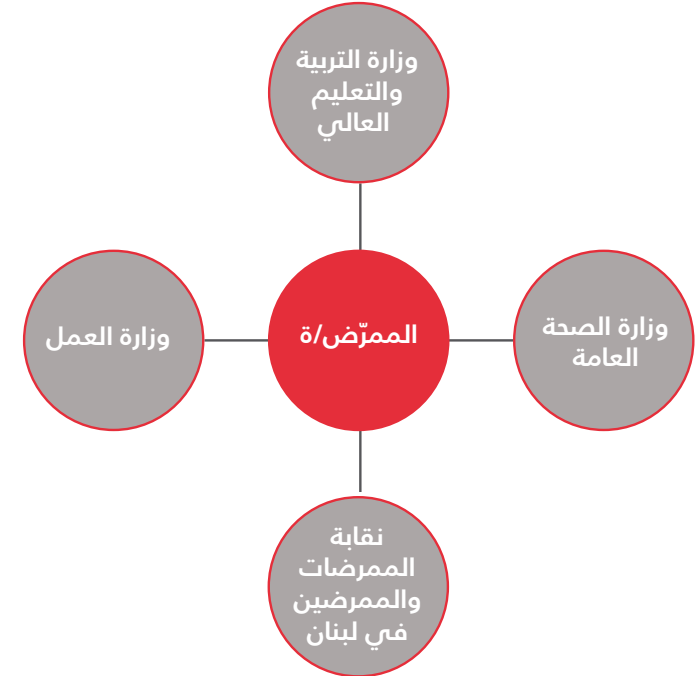 وزارة التربية
والتعليم
العالي
وزارة الصحة
العامة
الممرّض/ة
وزارة العمل
نقابة
الممرضات
والممرضين
في لبنان